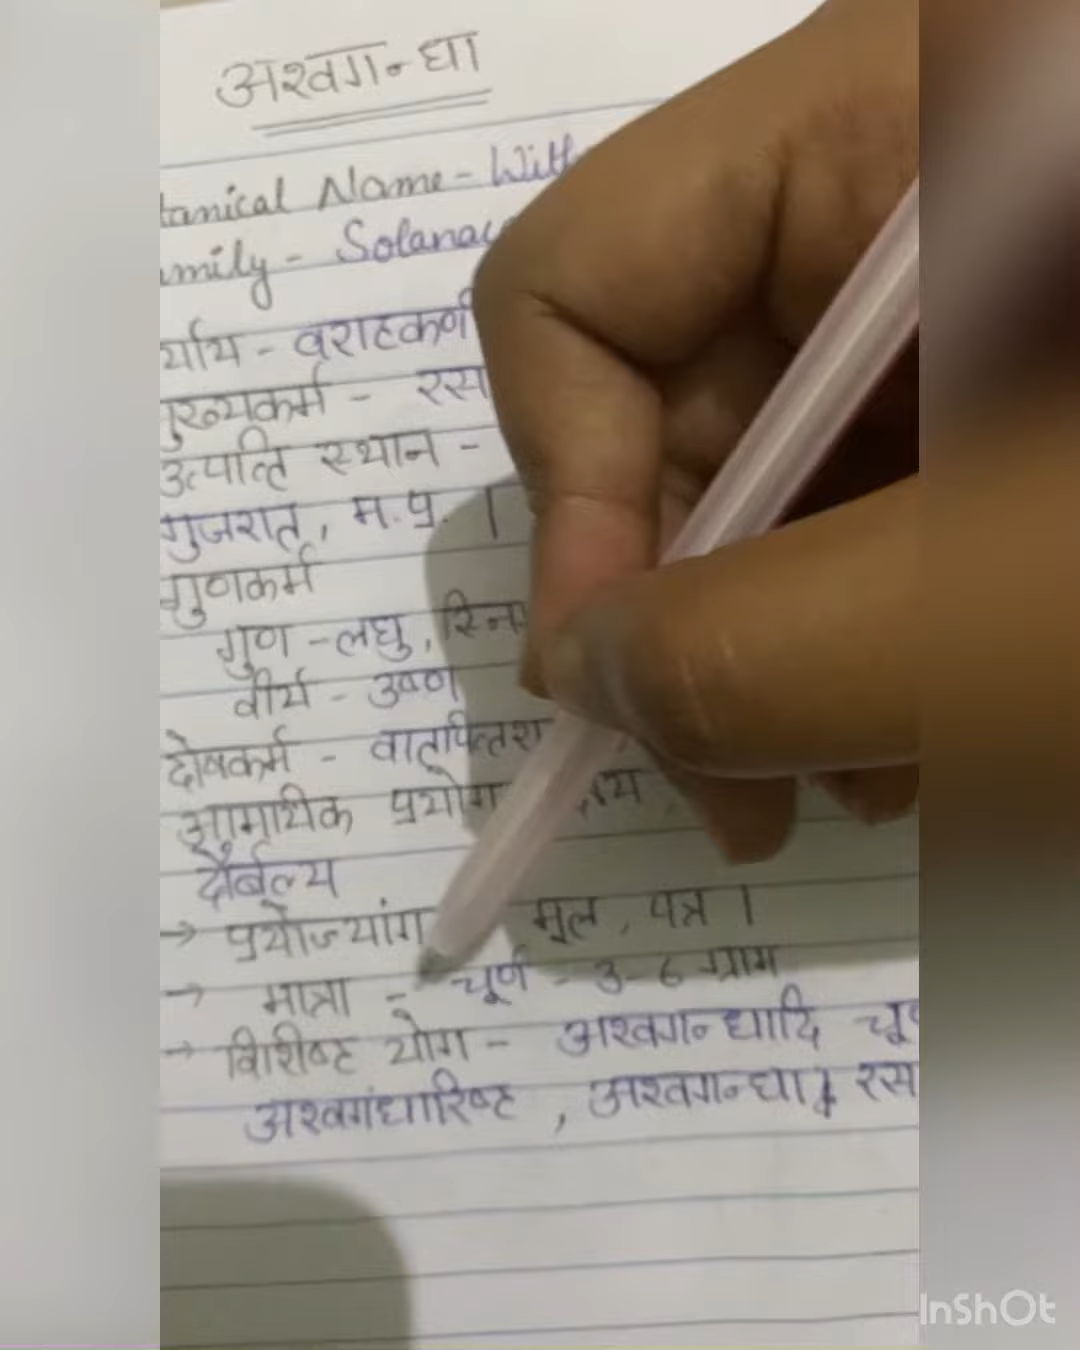 अश्वगन्धा
tanical Name - With
mily - Solanac
र्याय - वराहकर्णी
मुख्यकर्म - रस
उत्पत्ति स्थान -
गुजरात, म.प्र. |
गुणकर्म
गुण - लघु, स्निग
वीर्य - उष्ण
दोषकर्म - वातपित्तश
आमयिक प्रयोग
दौर्बल्य
→ प्रयोज्यांग मूल, पत्र |
→ मात्रा - चूर्ण - 3-6 ग्राम
→ विशिष्ट योग - अश्वगन्धादि चू
अश्वगंधारिष्ट, अश्वगन्धा रस
InShOt